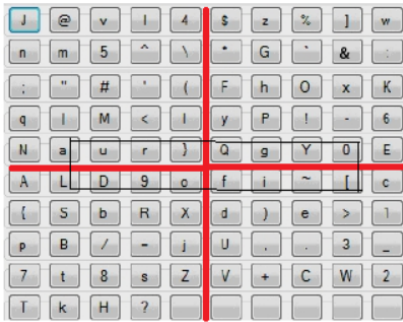 J @ v l 4 $ z % ] w
n m 5 ^ \ * G ` & :
; " # ' ( F h O x K
q | M < I y P ! - 6
N a u r } Q g Y 0 E
A L D 9 o f i ~ [ c
{ S b R X d ) e > 1
p B / = j U , . 3 _
7 t 8 s Z V + C W 2
T k H ?